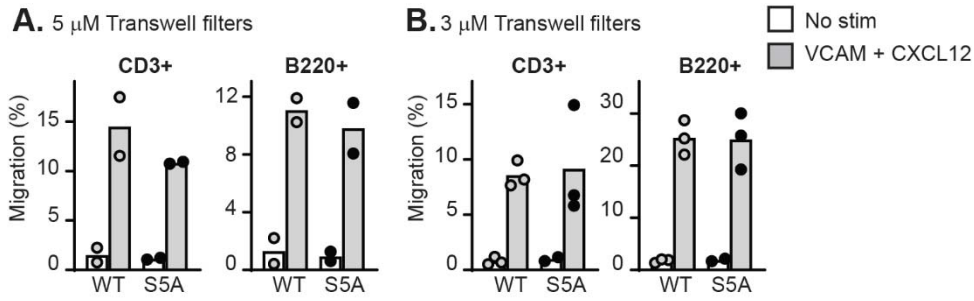 A. 5 μM Transwell filters
B. 3 μM Transwell filters
No stim
VCAM + CXCL12
CD3+
B220+
CD3+
B220+
Migration (%)
15
10
5
0
WT S5A
12
8
4
0
WT S5A
Migration (%)
15
10
5
0
WT S5A
30
20
10
0
WT S5A